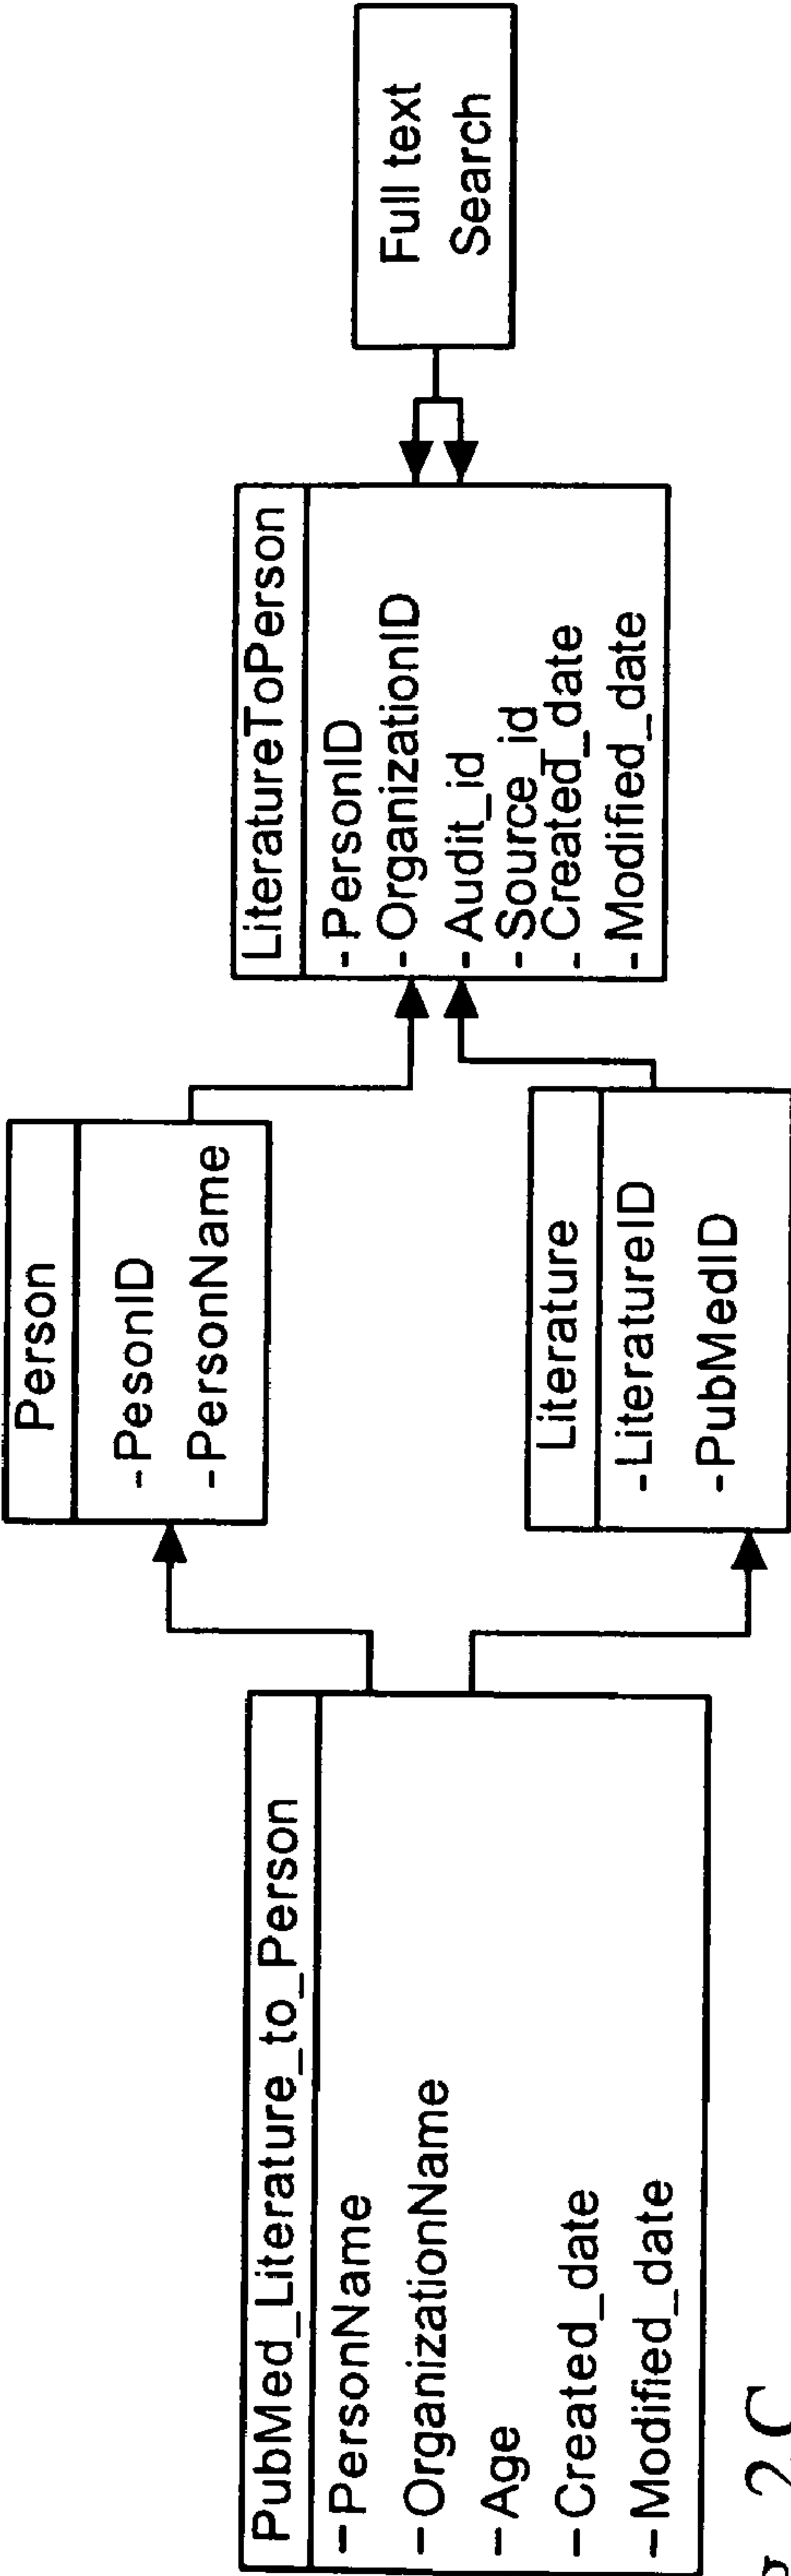 PubMed_Literature_to_Person
- PersonName
- OrganizationName
- Age
- Created_date
- Modified_date
Person
- PesonID
- PersonName
Literature
- LiteratureID
- PubMedID
LiteratureToPerson
- PersonID
- OrganizationID
- Audit_id
- Source_id
- Created_date
- Modified_date
Full text
Search
2C